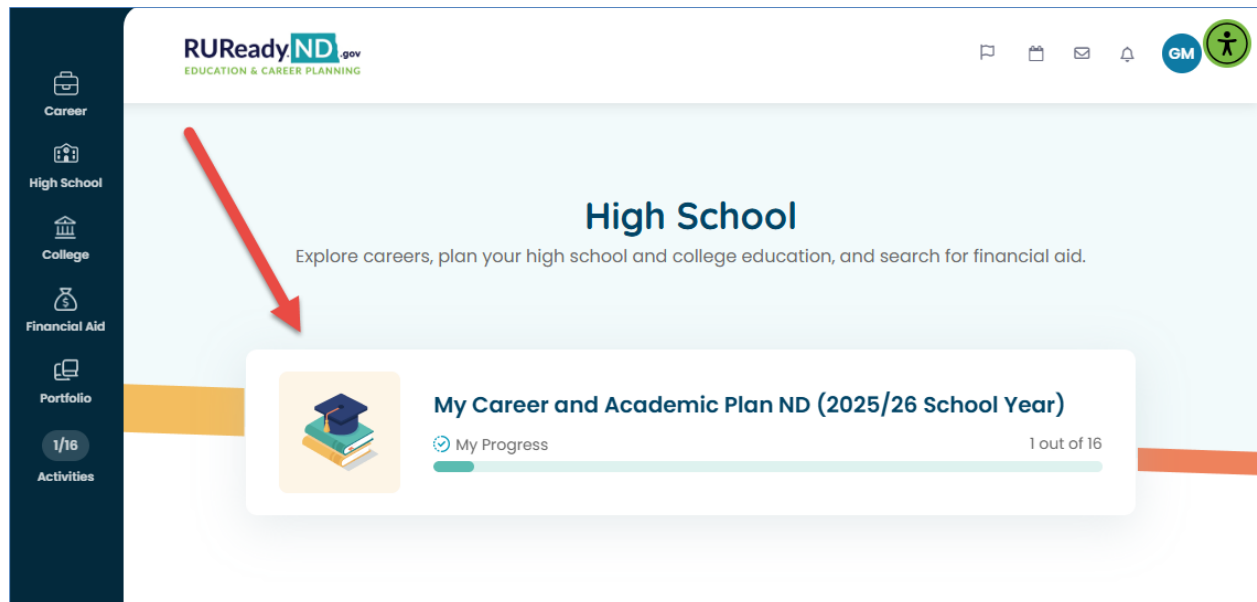 RUReady.ND.gov
EDUCATION & CAREER PLANNING
GM
Career
High School
College
Financial Aid
Portfolio
1/16
Activities
High School
Explore careers, plan your high school and college education, and search for financial aid.
My Career and Academic Plan ND (2025/26 School Year)
My Progress
1 out of 16